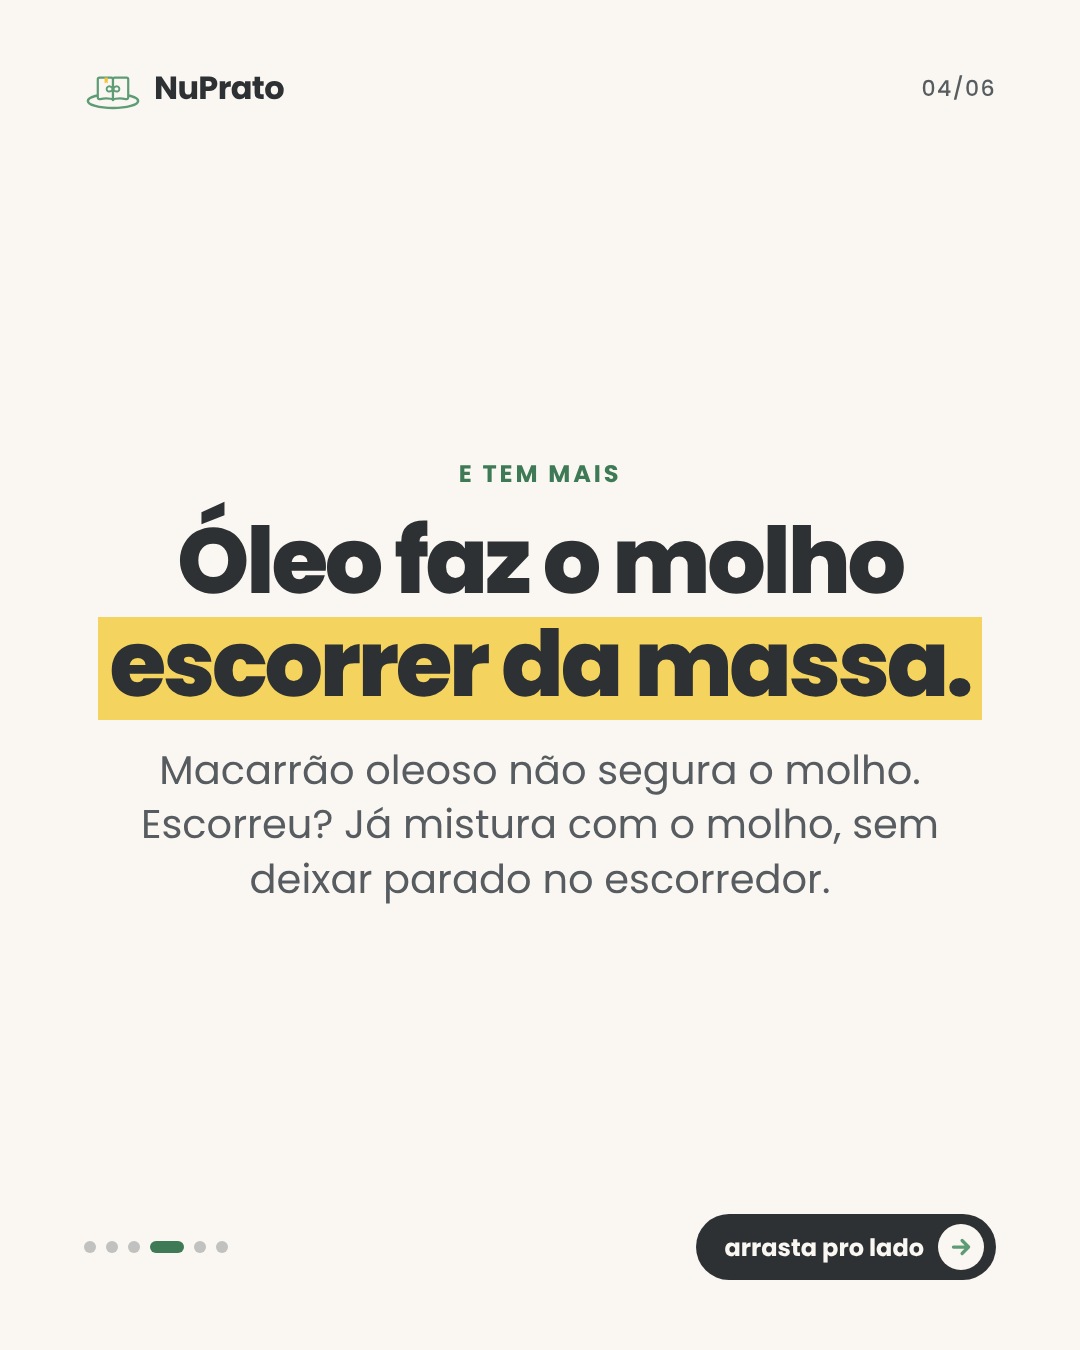 NuPrato
04/06
E TEM MAIS
Óleo faz o molho
escorrer da massa.
Macarrão oleoso não segura o molho.
Escorreu? Já mistura com o molho, sem
deixar parado no escorredor.
arrasta pro lado